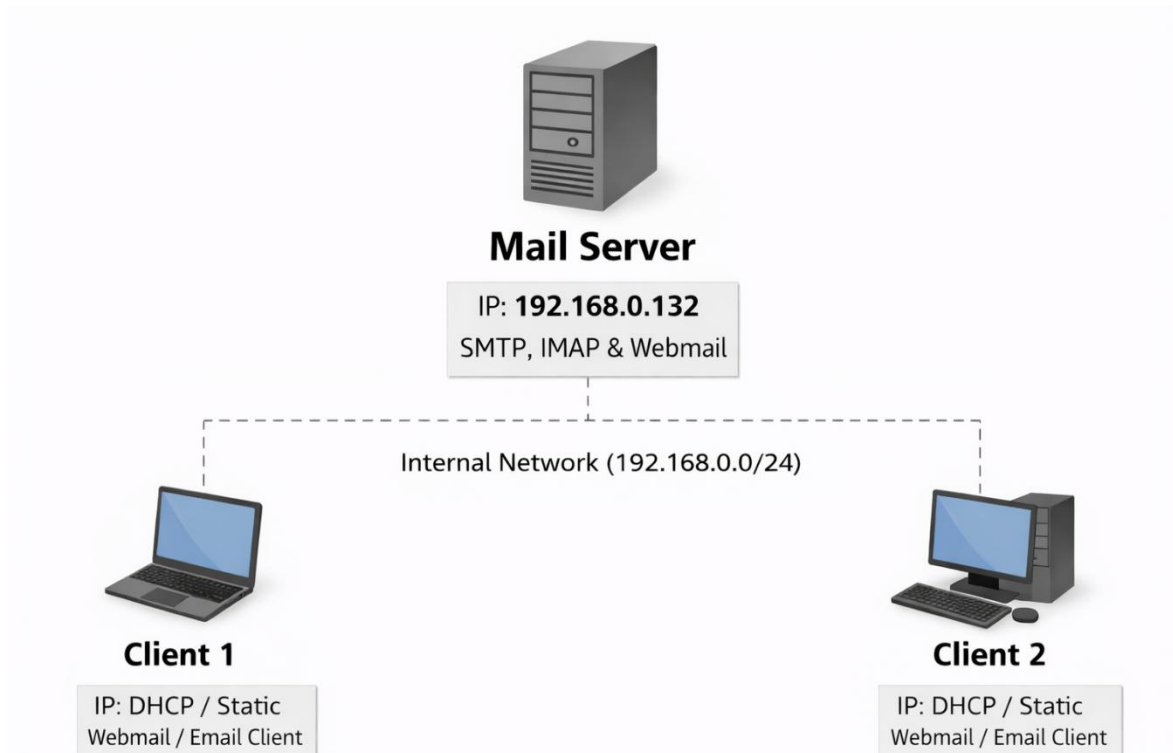 Mail Server
IP: 192.168.0.132
SMTP, IMAP & Webmail
Internal Network (192.168.0.0/24)
Client 1
IP: DHCP / Static
Webmail / Email Client
Client 2
IP: DHCP / Static
Webmail / Email Client